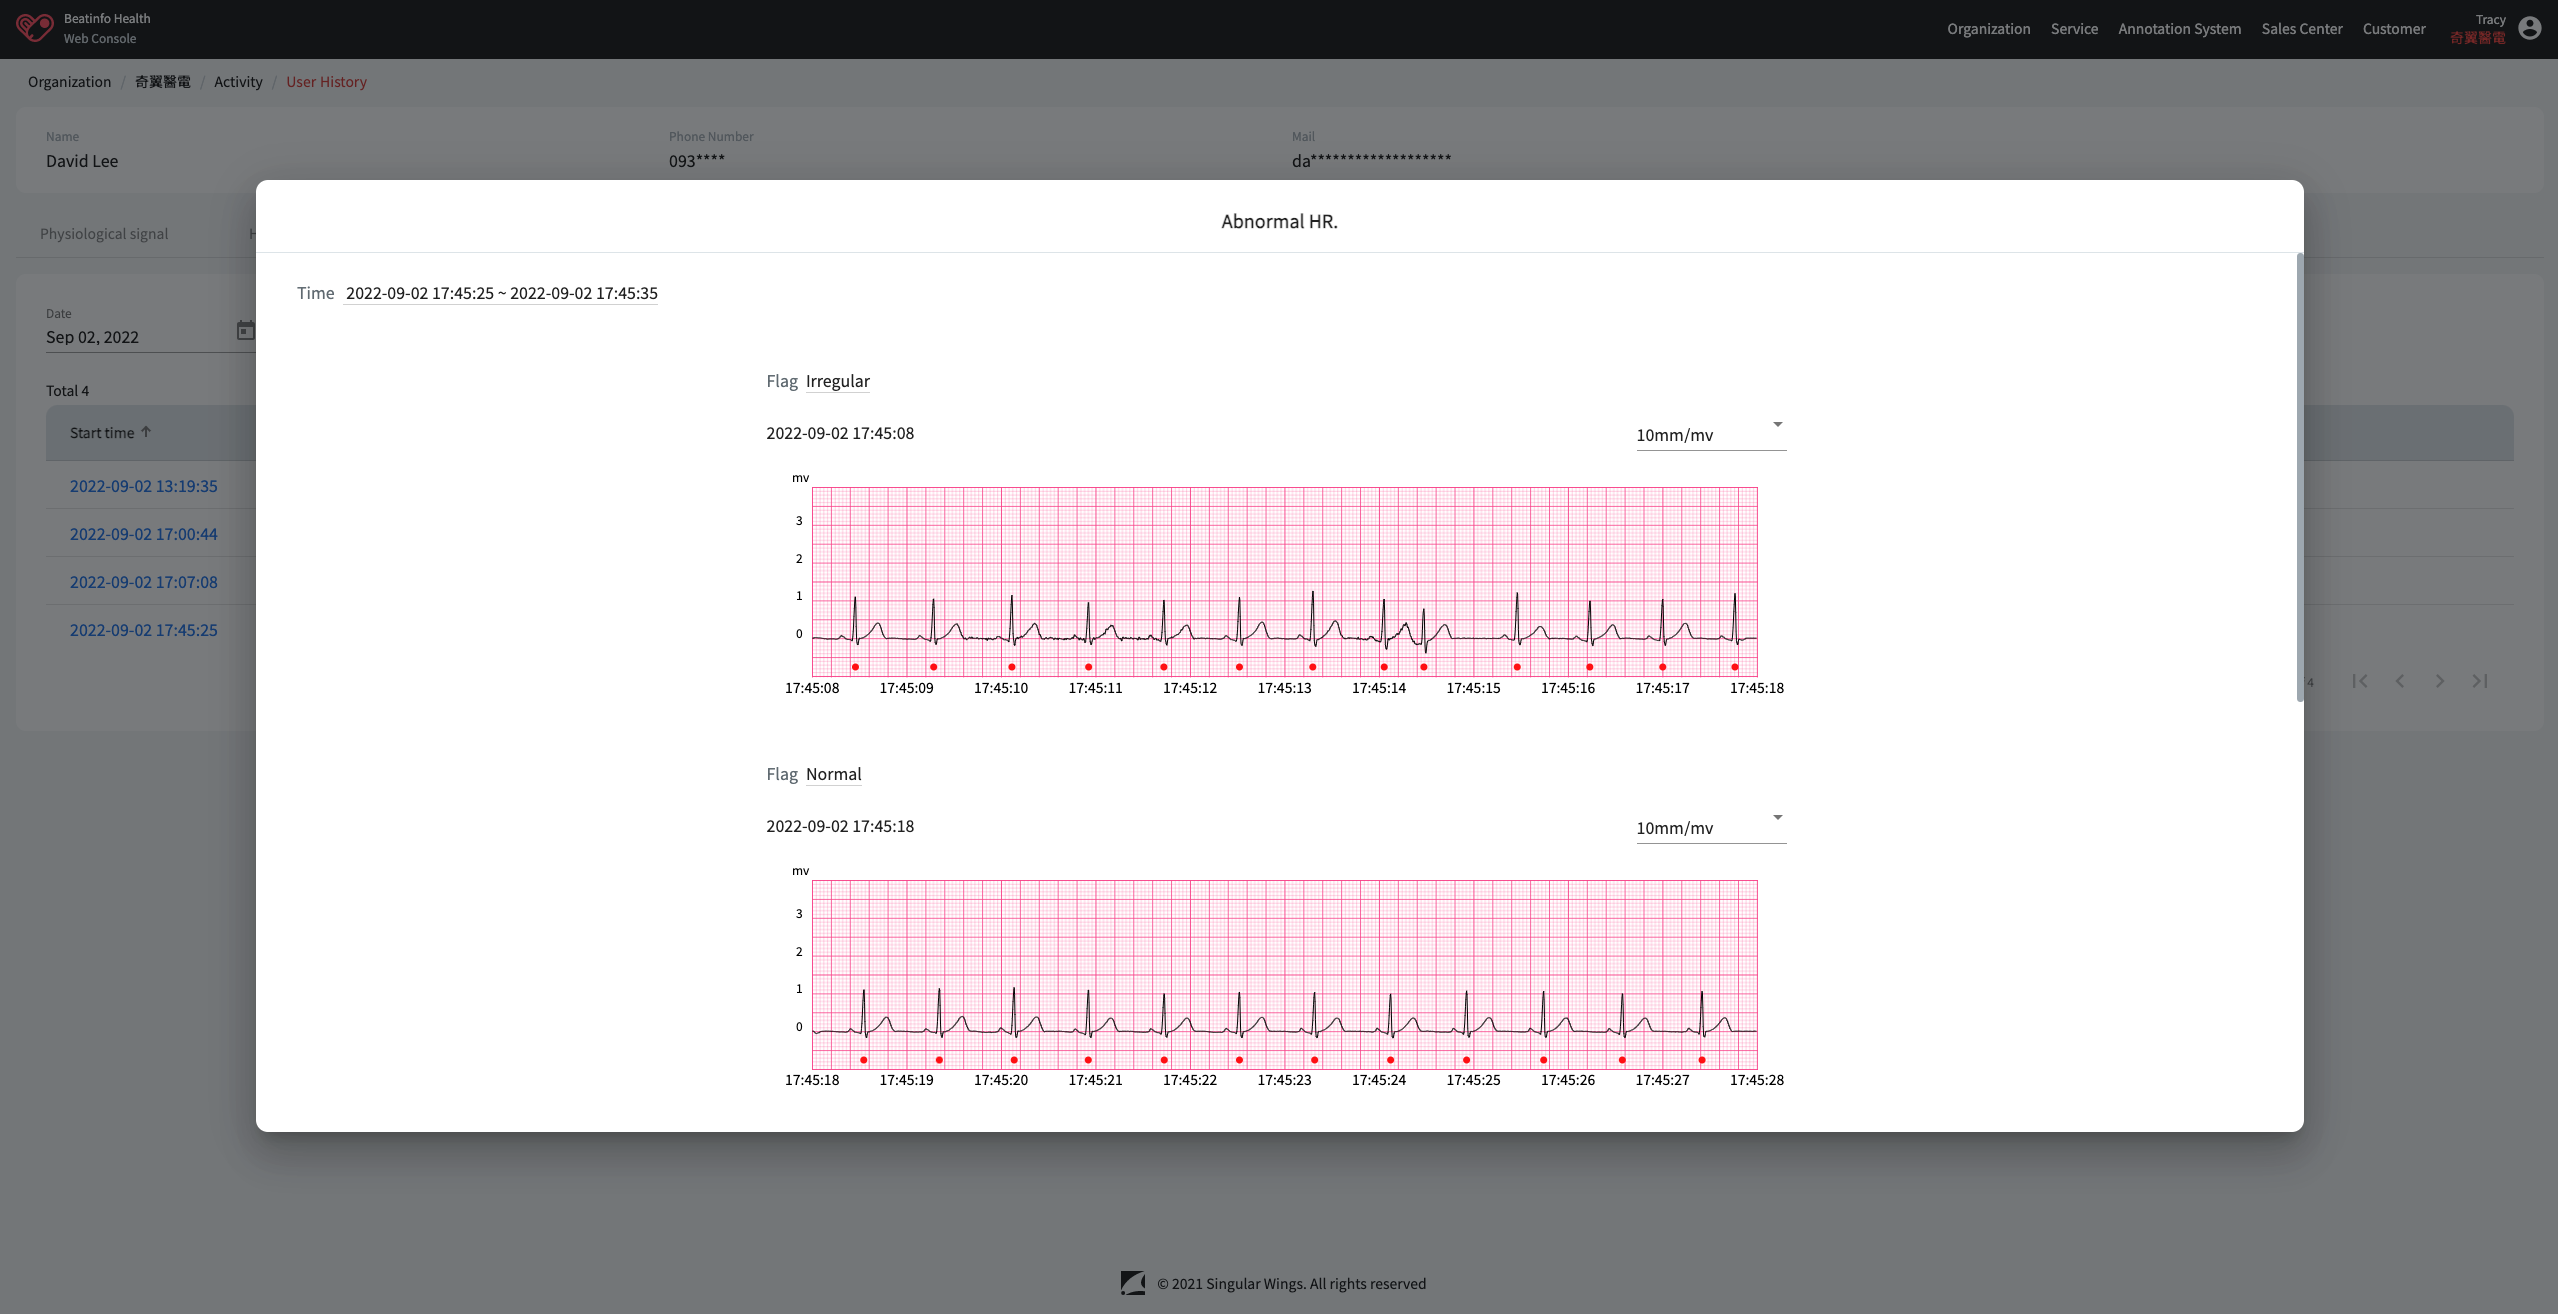 Beatinfo Health
Web Console
Organization Service Annotation System Sales Center Customer
Tracy
奇翼醫電
Organization / 奇翼醫電 / Activity / User History
Name Phone Number Mail
David Lee 093**** da*******************
Physiological signal H
Abnormal HR.
Time 2022-09-02 17:45:25 ~ 2022-09-02 17:45:35
Date
Sep 02, 2022
Total 4
Start time ↑
2022-09-02 13:19:35
2022-09-02 17:00:44
2022-09-02 17:07:08
2022-09-02 17:45:25
4
Flag Irregular
2022-09-02 17:45:08 10mm/mv
mv
3
2
1
0
17:45:08 17:45:09 17:45:10 17:45:11 17:45:12 17:45:13 17:45:14 17:45:15 17:45:16 17:45:17 17:45:18
Flag Normal
2022-09-02 17:45:18 10mm/mv
mv
3
2
1
0
17:45:18 17:45:19 17:45:20 17:45:21 17:45:22 17:45:23 17:45:24 17:45:25 17:45:26 17:45:27 17:45:28
© 2021 Singular Wings. All rights reserved